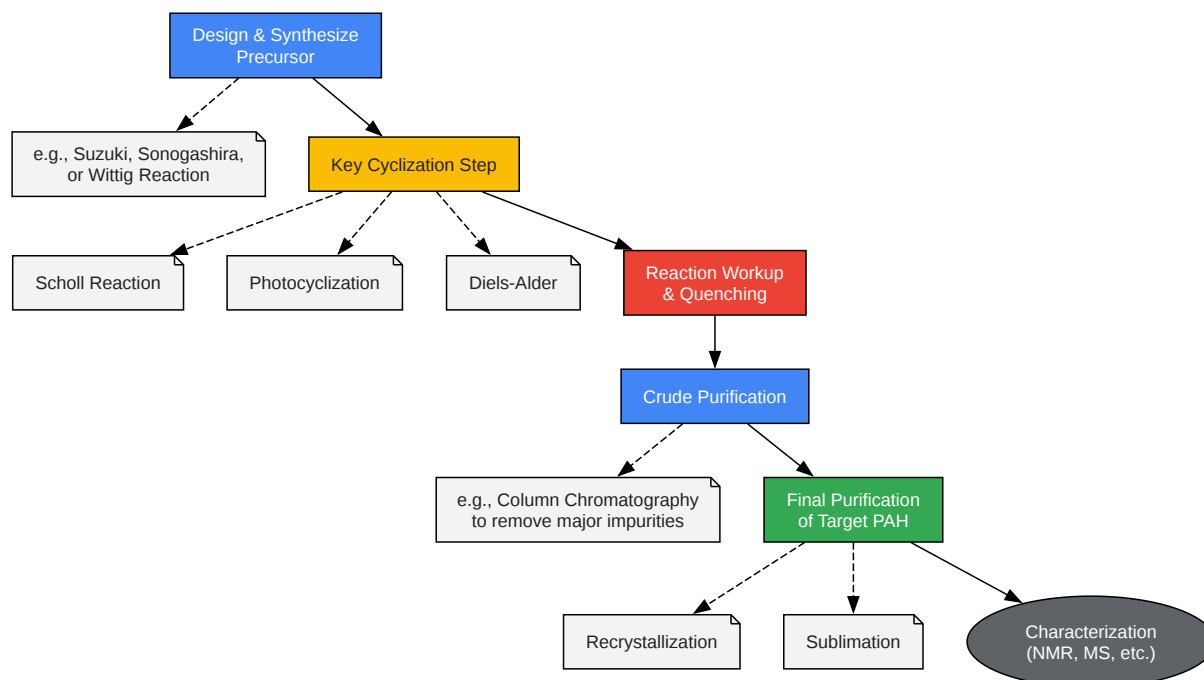 Design & Synthesize
Precursor
e.g., Suzuki, Sonogashira,
or Wittig Reaction
Key Cyclization Step
Scholl Reaction
Photocyclization
Diels-Alder
Reaction Workup
& Quenching
Crude Purification
e.g., Column Chromatography
to remove major impurities
Final Purification
of Target PAH
Recrystallization
Sublimation
Characterization
(NMR, MS, etc.)